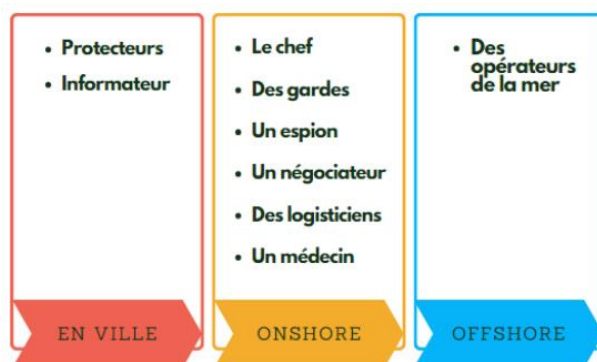 • Protecteurs
• Informateur
EN VILLE
• Le chef
• Des gardes
• Un espion
• Un négociateur
• Des logisticiens
• Un médecin
ONSHORE
• Des
opérateurs
de la mer
OFFSHORE